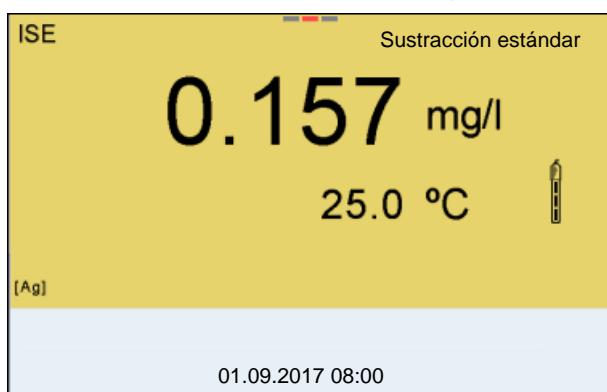 ISE
Sustracción estándar
0.157 mg/l
25.0 ºC
[Ag]
01.09.2017 08:00